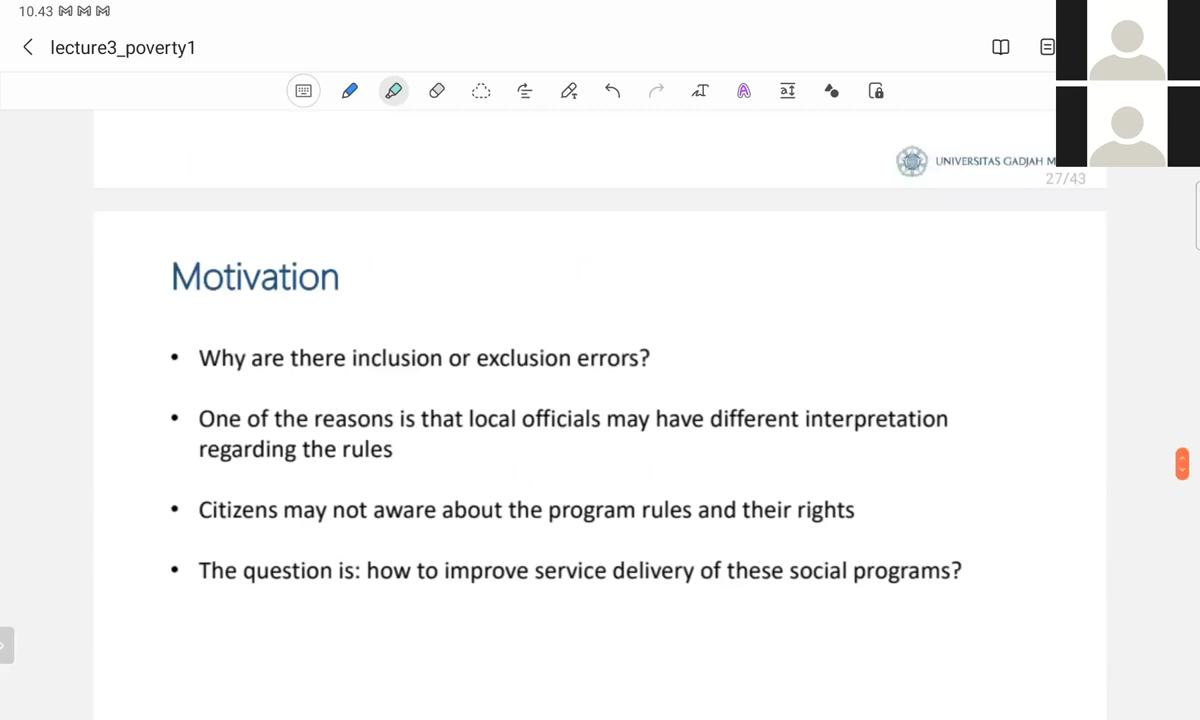 10.43
lecture3_poverty1
UNIVERSITAS GADJAH M
27/43
Motivation
• Why are there inclusion or exclusion errors?
• One of the reasons is that local officials may have different interpretation
regarding the rules
• Citizens may not aware about the program rules and their rights
• The question is: how to improve service delivery of these social programs?